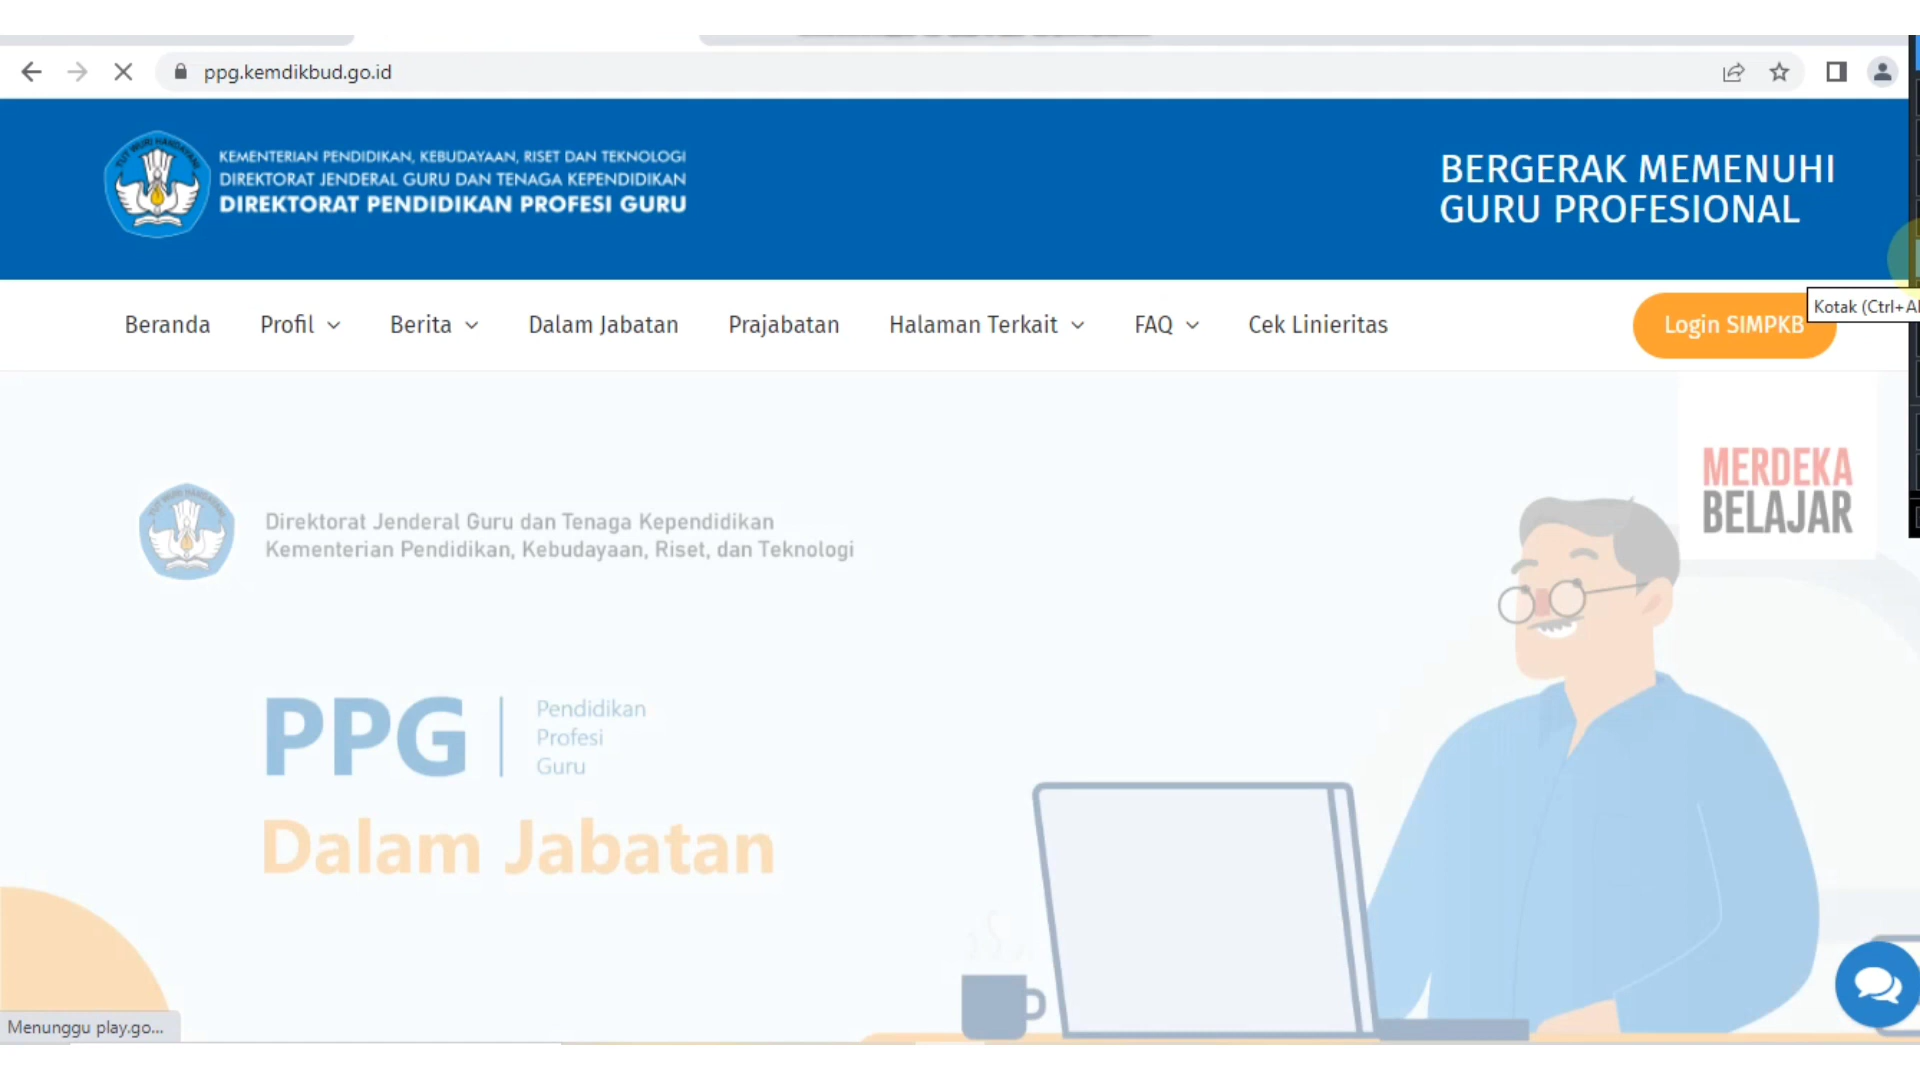 ppg.kemdikbud.go.id
TUT WURI HANDAYANI
KEMENTERIAN PENDIDIKAN, KEBUDAYAAN, RISET DAN TEKNOLOGI
DIREKTORAT JENDERAL GURU DAN TENAGA KEPENDIDIKAN
DIREKTORAT PENDIDIKAN PROFESI GURU
BERGERAK MEMENUHI
GURU PROFESIONAL
Beranda Profil Berita Dalam Jabatan Prajabatan Halaman Terkait FAQ Cek Linieritas Login SIMPKB
Kotak (Ctrl+Al
MERDEKA
BELAJAR
Direktorat Jenderal Guru dan Tenaga Kependidikan
Kementerian Pendidikan, Kebudayaan, Riset, dan Teknologi
PPG
Pendidikan
Profesi
Guru
Dalam Jabatan
Menunggu play.go...